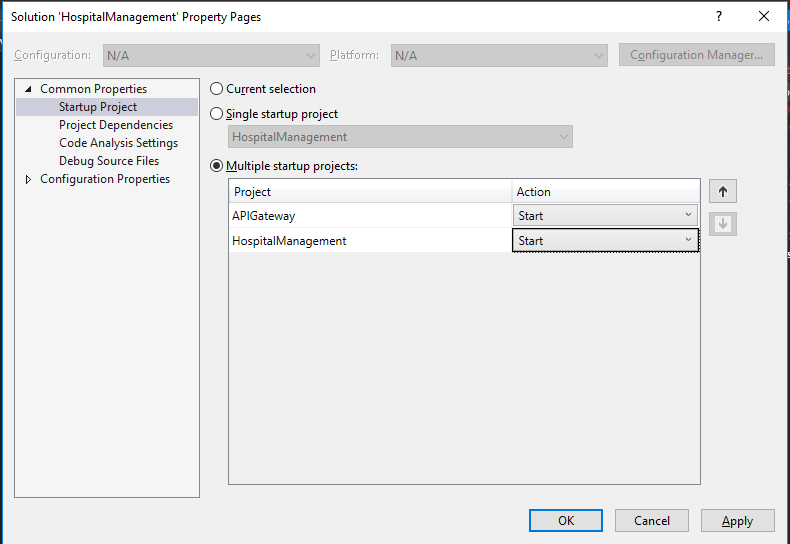 Solution 'HospitalManagement' Property Pages
?
Configuration: N/A Platform: N/A Configuration Manager...
Common Properties
Startup Project
Project Dependencies
Code Analysis Settings
Debug Source Files
Configuration Properties
Current selection
Single startup project
HospitalManagement
Multiple startup projects:
Project Action
APIGateway Start
HospitalManagement Start
OK Cancel Apply